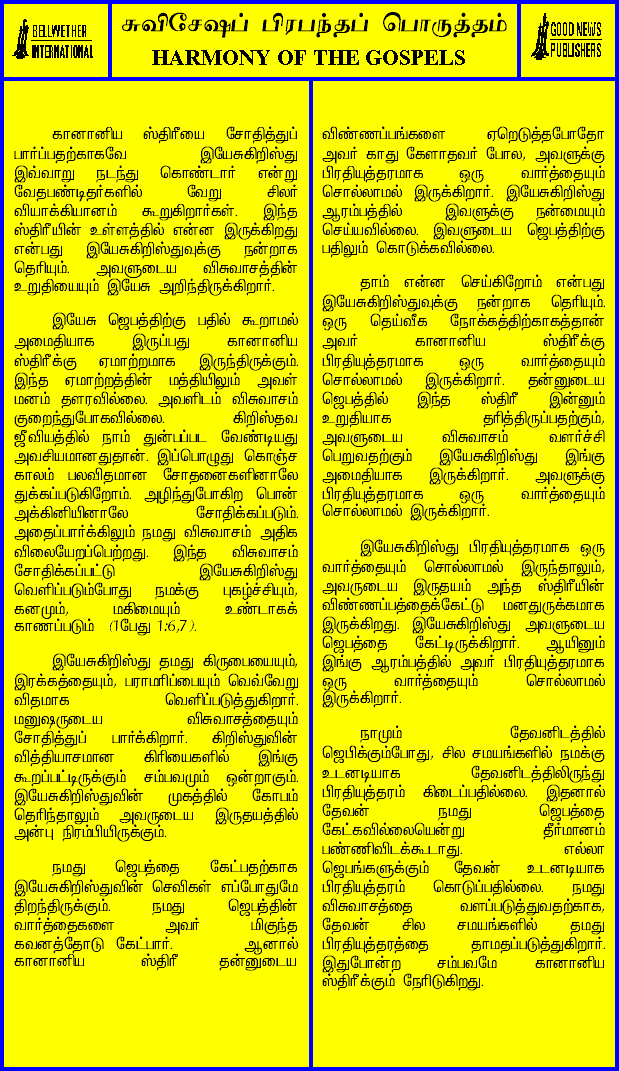 BELLWETHER
INTERNATIONAL
சுவிசேஷப் பிரபந்தப் பொருத்தம்
HARMONY OF THE GOSPELS
GOOD NEWS
PUBLISHERS
கானானிய ஸ்திரீயை சோதித்துப்
பார்ப்பதற்காகவே இயேசுகிறிஸ்து
இவ்வாறு நடந்து கொண்டார் என்று
வேதபண்டிதர்களில் வேறு சிலர்
வியாக்கியானம் கூறுகிறார்கள். இந்த
ஸ்திரீயின் உள்ளத்தில் என்ன இருக்கிறது
என்பது இயேசுகிறிஸ்துவுக்கு நன்றாக
தெரியும். அவளுடைய விசுவாசத்தின்
உறுதியையும் இயேசு அறிந்திருக்கிறார்.
இயேசு ஜெபத்திற்கு பதில் கூறாமல்
அமைதியாக இருப்பது கானானிய
ஸ்திரீக்கு ஏமாற்றமாக இருந்திருக்கும்.
இந்த ஏமாற்றத்தின் மத்தியிலும் அவள்
மனம் தளரவில்லை. அவளிடம் விசுவாசம்
குறைந்துபோகவில்லை. கிறிஸ்தவ
ஜீவியத்தில் நாம் துன்பப்பட வேண்டியது
அவசியமானதுதான். இப்பொழுது கொஞ்ச
காலம் பலவிதமான சோதனைகளினாலே
துக்கப்படுகிறோம். அழிந்துபோகிற பொன்
அக்கினியினாலே சோதிக்கப்படும்.
அதைப்பார்க்கிலும் நமது விசுவாசம் அதிக
விலையேறப்பெற்றது. இந்த விசுவாசம்
சோதிக்கப்பட்டு இயேசுகிறிஸ்து
வெளிப்படும்போது நமக்கு புகழ்ச்சியும்,
கனமும், மகிமையும் உண்டாகக்
காணப்படும் (1பேது 1:6,7).
இயேசுகிறிஸ்து தமது கிருபையையும்,
இரக்கத்தையும், பராமரிப்பையும் வெவ்வேறு
விதமாக வெளிப்படுத்துகிறார்.
மனுஷருடைய விசுவாசத்தையும்
சோதித்துப் பார்க்கிறார். கிறிஸ்துவின்
வித்தியாசமான கிரியைகளில் இங்கு
கூறப்பட்டிருக்கும் சம்பவமும் ஒன்றாகும்.
இயேசுகிறிஸ்துவின் முகத்தில் கோபம்
தெரிந்தாலும் அவருடைய இருதயத்தில்
அன்பு நிரம்பியிருக்கும்.
நமது ஜெபத்தை கேட்பதற்காக
இயேசுகிறிஸ்துவின் செவிகள் எப்போதுமே
திறந்திருக்கும். நமது ஜெபத்தின்
வார்த்தைகளை அவர் மிகுந்த
கவனத்தோடு கேட்பார். ஆனால்
கானானிய ஸ்திரீ தன்னுடைய
விண்ணப்பங்களை ஏறெடுத்தபோதோ
அவர் காது கேளாதவர் போல, அவளுக்கு
பிரதியுத்தரமாக ஒரு வார்த்தையும்
சொல்லாமல் இருக்கிறார். இயேசுகிறிஸ்து
ஆரம்பத்தில் இவளுக்கு நன்மையும்
செய்யவில்லை. இவளுடைய ஜெபத்திற்கு
பதிலும் கொடுக்கவில்லை.
தாம் என்ன செய்கிறோம் என்பது
இயேசுகிறிஸ்துவுக்கு நன்றாக தெரியும்.
ஒரு தெய்வீக நோக்கத்திற்காகத்தான்
அவர் கானானிய ஸ்திரீக்கு
பிரதியுத்தரமாக ஒரு வார்த்தையும்
சொல்லாமல் இருக்கிறார். தன்னுடைய
ஜெபத்தில் இந்த ஸ்திரீ இன்னும்
உறுதியாக தரித்திருப்பதற்கும்,
அவளுடைய விசுவாசம் வளர்ச்சி
பெறுவதற்கும் இயேசுகிறிஸ்து இங்கு
அமைதியாக இருக்கிறார். அவளுக்கு
பிரதியுத்தரமாக ஒரு வார்த்தையும்
சொல்லாமல் இருக்கிறார்.
இயேசுகிறிஸ்து பிரதியுத்தரமாக ஒரு
வார்த்தையும் சொல்லாமல் இருந்தாலும்,
அவருடைய இருதயம் அந்த ஸ்திரீயின்
விண்ணப்பத்தைக்கேட்டு மனதுருக்கமாக
இருக்கிறது. இயேசுகிறிஸ்து அவளுடைய
ஜெபத்தை கேட்டிருக்கிறார். ஆயினும்
இங்கு ஆரம்பத்தில் அவர் பிரதியுத்தரமாக
ஒரு வார்த்தையும் சொல்லாமல்
இருக்கிறார்.
நாமும் தேவனிடத்தில்
ஜெபிக்கும்போது, சில சமயங்களில் நமக்கு
உடனடியாக தேவனிடத்திலிருந்து
பிரதியுத்தரம் கிடைப்பதில்லை. இதனால்
தேவன் நமது ஜெபத்தை
கேட்கவில்லையென்று தீர்மானம்
பண்ணிவிடக்கூடாது. எல்லா
ஜெபங்களுக்கும் தேவன் உடனடியாக
பிரதியுத்தரம் கொடுப்பதில்லை. நமது
விசுவாசத்தை வளப்படுத்துவதற்காக,
தேவன் சில சமயங்களில் தமது
பிரதியுத்தரத்தை தாமதப்படுத்துகிறார்.
இதுபோன்ற சம்பவமே கானானிய
ஸ்திரீக்கும் நேரிடுகிறது.